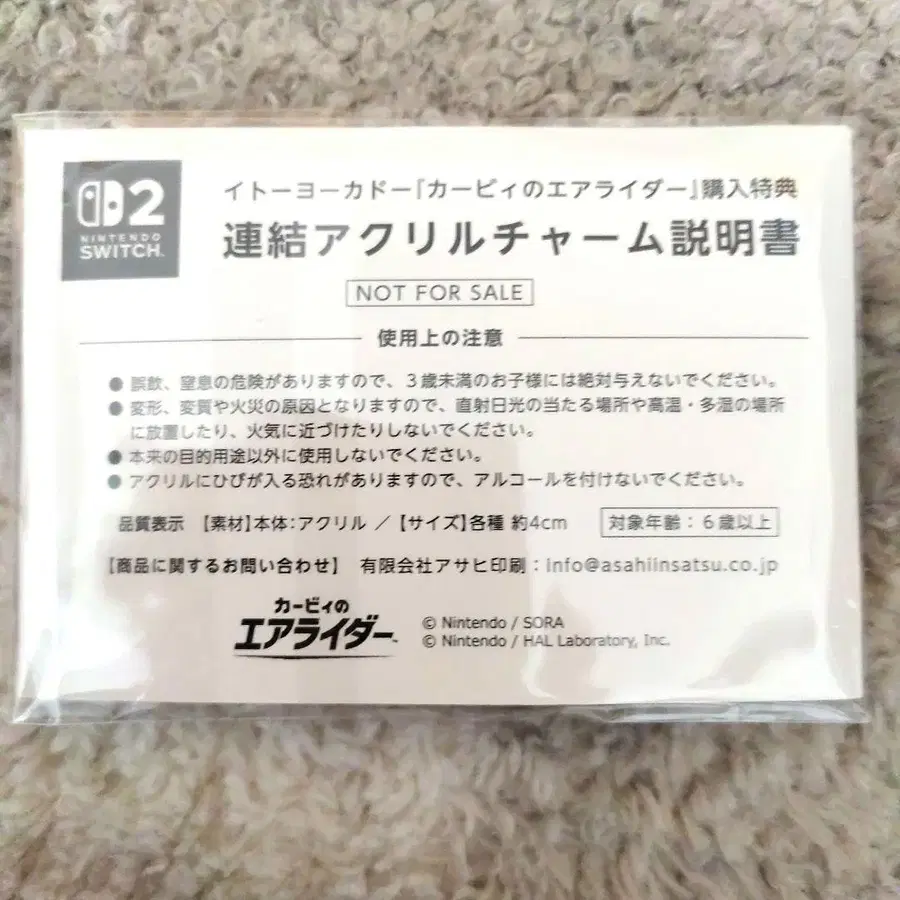 2
NINTENDO
SWITCH™
イトーヨーカドー「カービィのエアライダー」購入特典
連結アクリルチャーム説明書
NOT FOR SALE
使用上の注意
● 誤飲、窒息の危険がありますので、3歳未満のお子様には絶対与えないでください。
● 変形、変質や火災の原因となりますので、直射日光の当たる場所や高温・多湿の場所
に放置したり、火気に近づけたりしないでください。
● 本来の目的用途以外に使用しないでください。
● アクリルにひびが入る恐れがありますので、アルコールを付けないでください。
品質表示 【素材】本体:アクリル / 【サイズ】各種 約4cm 対象年齢:6歳以上
【商品に関するお問い合わせ】 有限会社アサヒ印刷:info@asahiinsatsu.co.jp
カービィの
エアライダー™
© Nintendo / SORA
© Nintendo / HAL Laboratory, Inc.